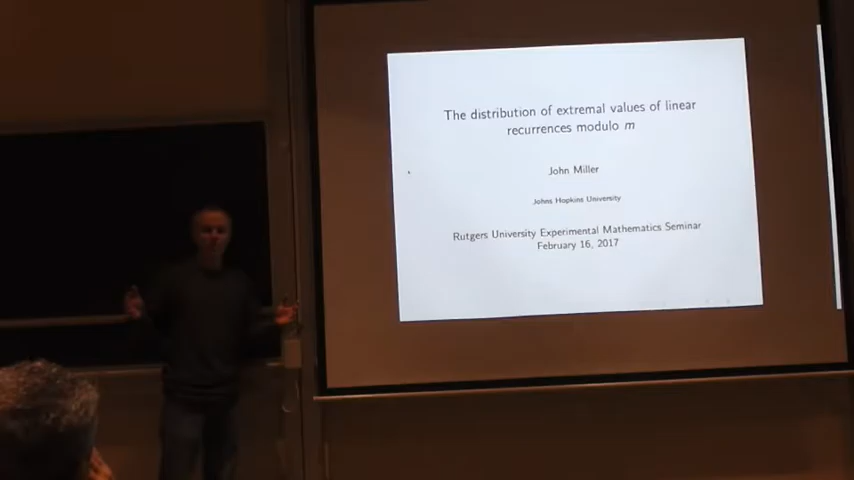 The distribution of extremal values of linear
recurrences modulo m
John Miller
Johns Hopkins University
Rutgers University Experimental Mathematics Seminar
February 16, 2017